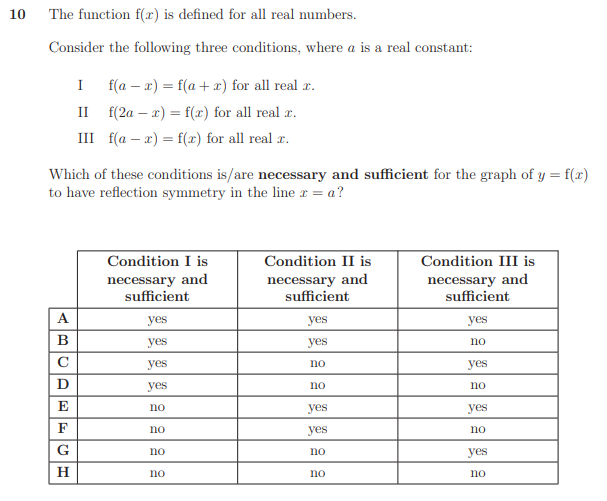 10 The function f(x) is defined for all real numbers.
Consider the following three conditions, where a is a real constant:
I f(a − x) = f(a + x) for all real x.
II f(2a − x) = f(x) for all real x.
III f(a − x) = f(x) for all real x.
Which of these conditions is/are necessary and sufficient for the graph of y = f(x)
to have reflection symmetry in the line x = a?
Condition I is Condition II is Condition III is
necessary and necessary and necessary and
sufficient sufficient sufficient
A yes yes yes
B yes yes no
C yes no yes
D yes no no
E no yes yes
F no yes no
G no no yes
H no no no